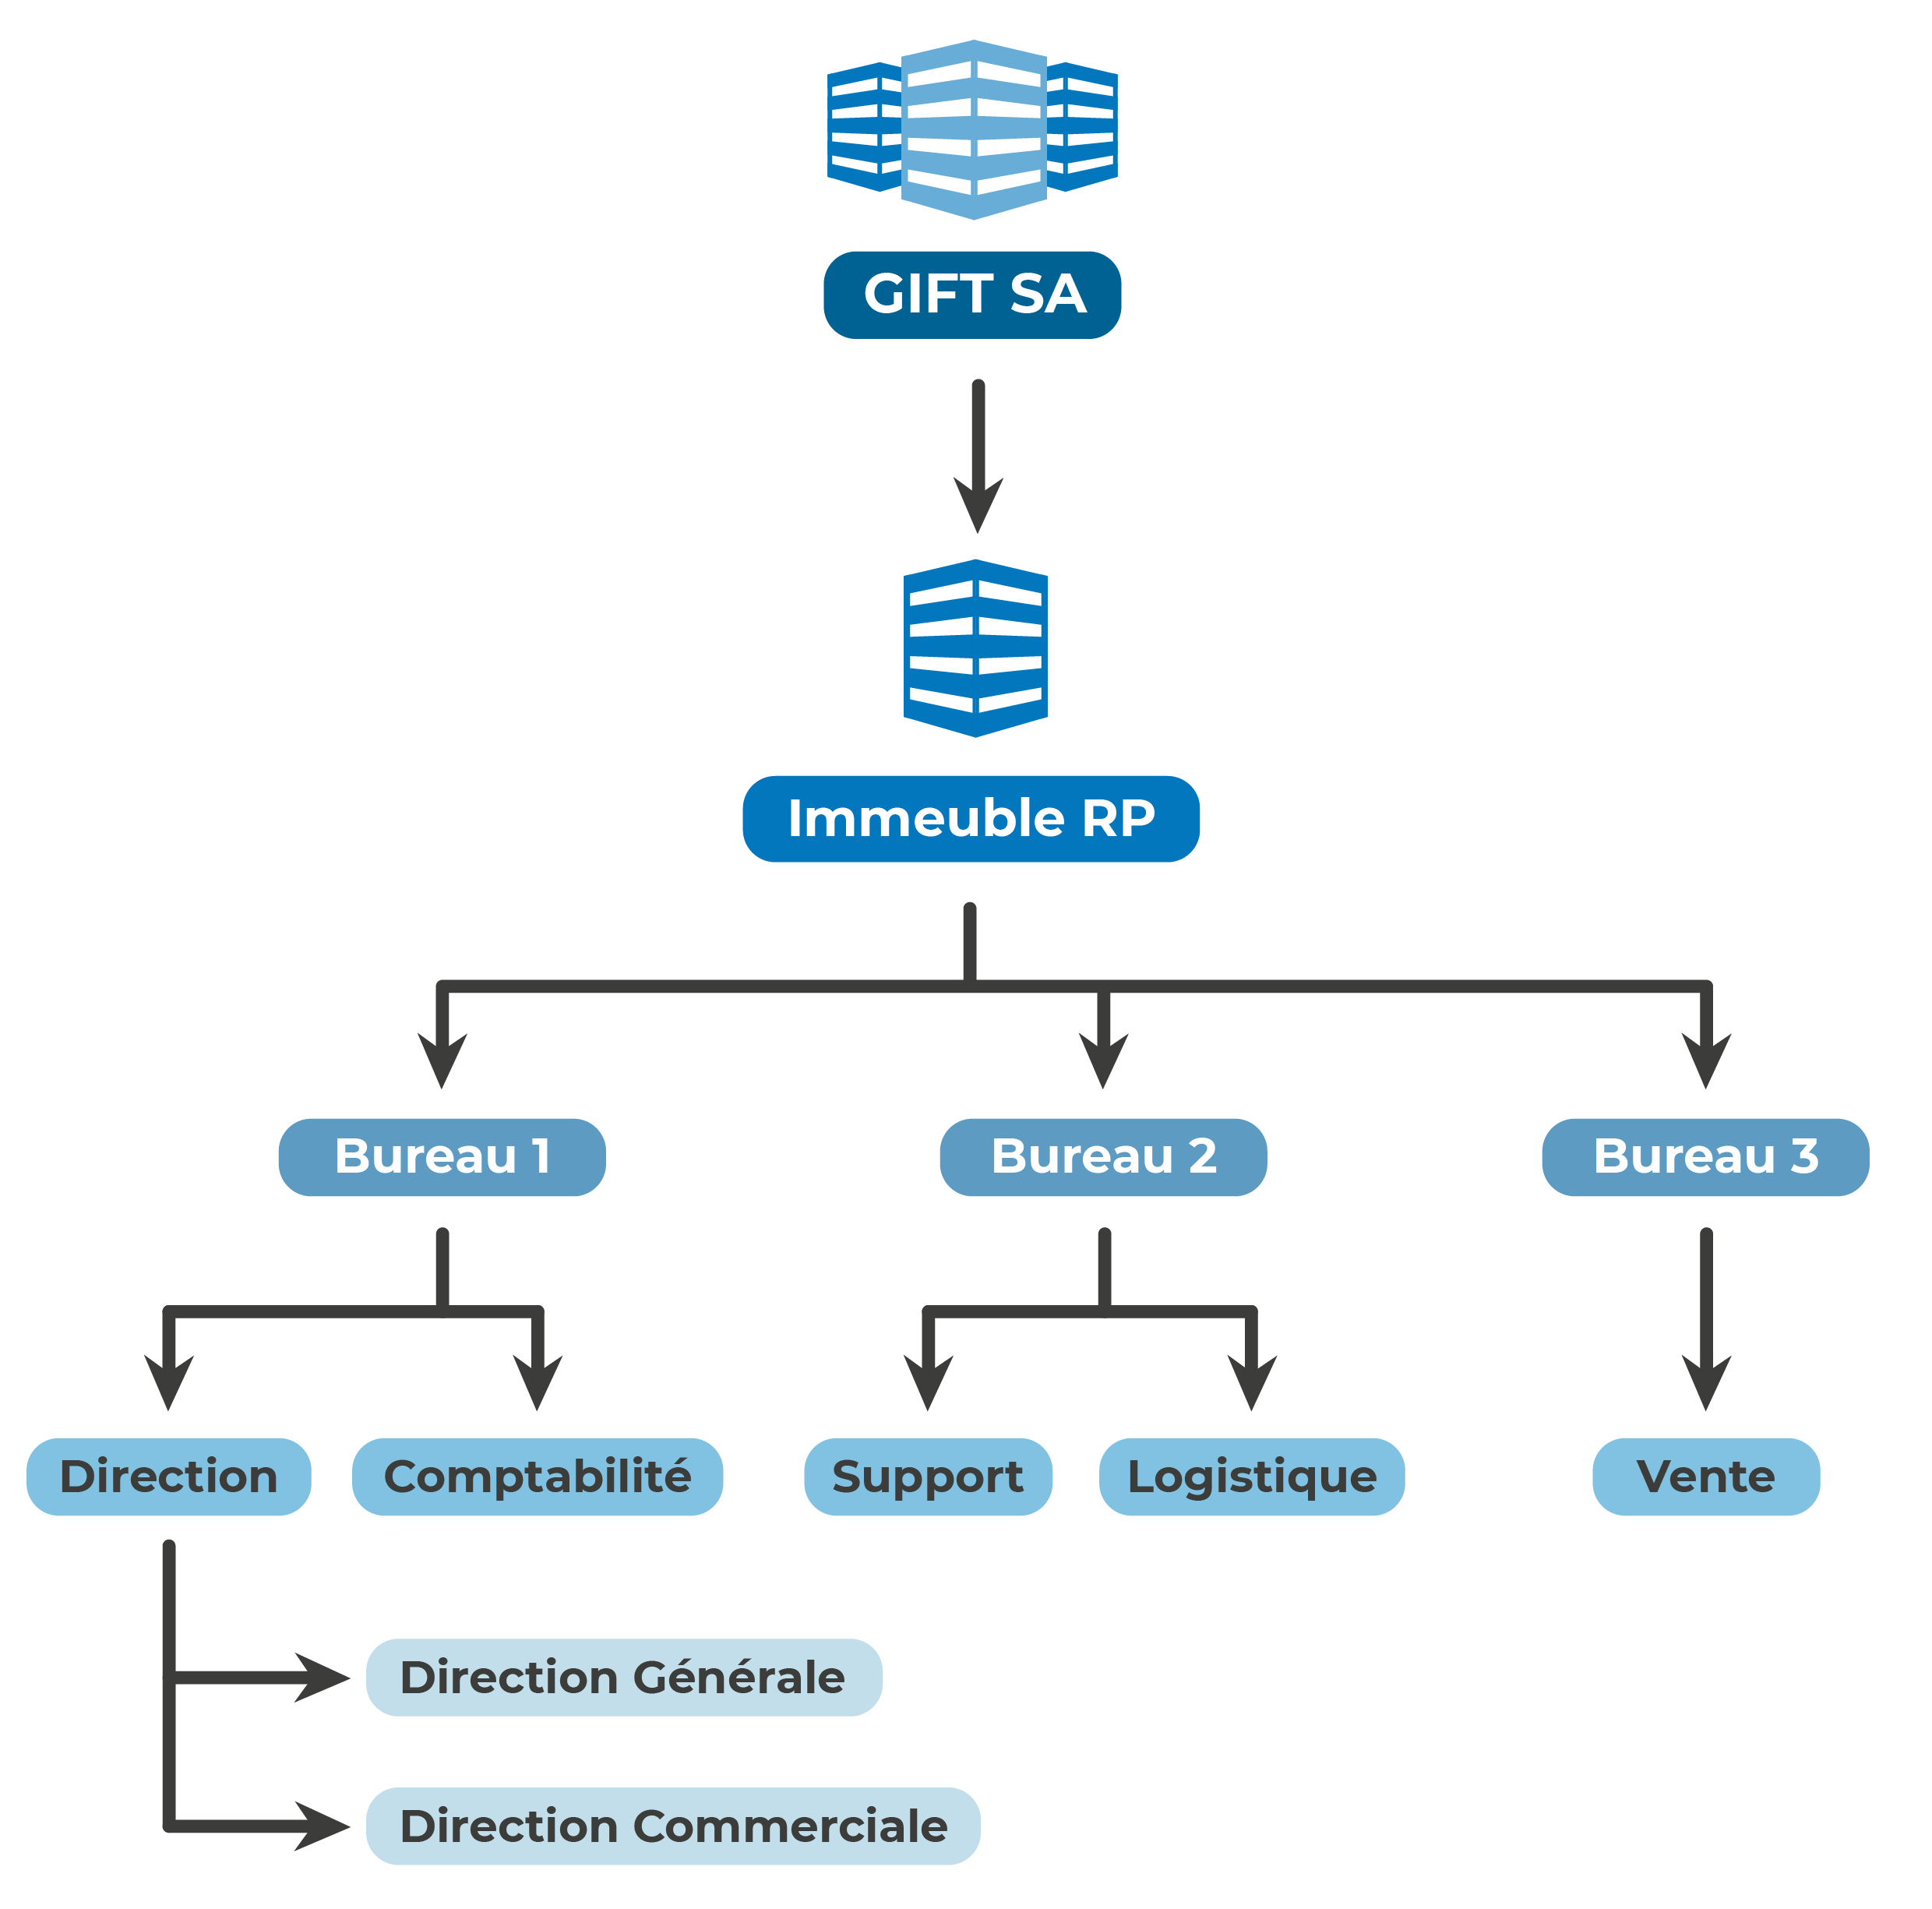 GIFT SA
Immeuble RP
Bureau 1
Bureau 2
Bureau 3
Direction
Comptabilité
Support
Logistique
Vente
Direction Générale
Direction Commerciale